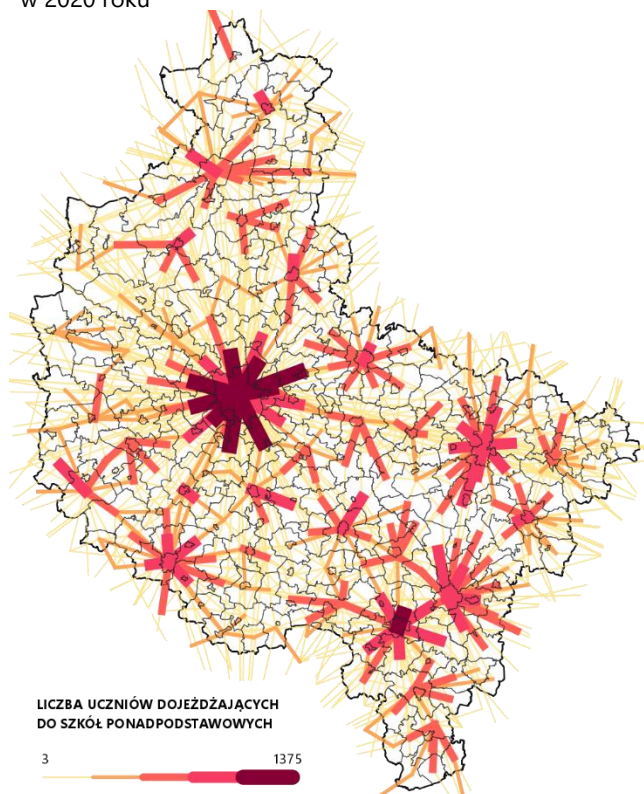 w 2020 roku
LICZBA UCZNIÓW DOJEŻDŻAJĄCYCH
DO SZKÓŁ PONADPODSTAWOWYCH
3 1375